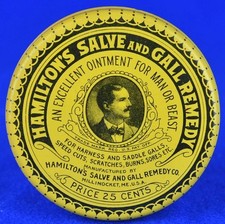 HAMILTON'S SALVE AND GALL REMEDY
AN EXCELLENT OINTMENT FOR MAN OR BEAST
FOR HARNESS AND SADDLE GALLS
SPEED CUTS, SCRATCHES, BURNS, SORES ETC.
MANUFACTURED BY
HAMILTON'S SALVE AND GALL REMEDY CO.
MILLINOCKET, ME. U.S.A.
PRICE 25 CENTS